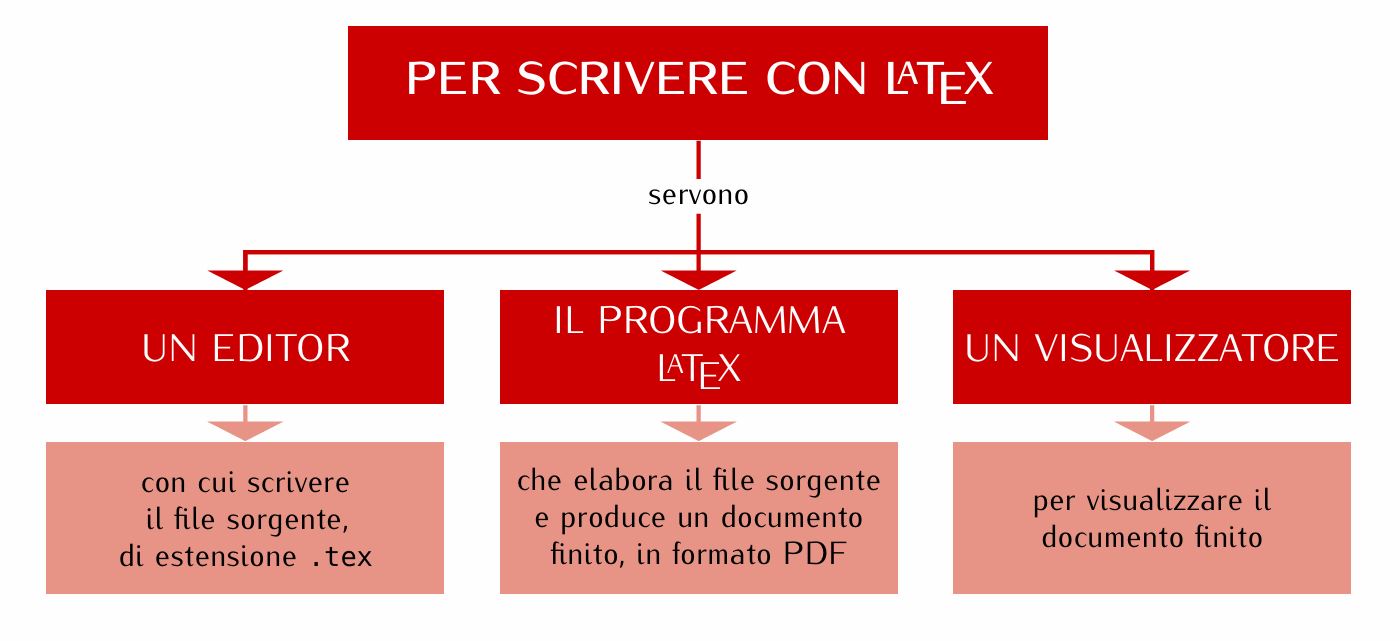 PER SCRIVERE CON LATEX
servono
UN EDITOR
IL PROGRAMMA
LATEX
UN VISUALIZZATORE
con cui scrivere
il file sorgente,
di estensione .tex
che elabora il file sorgente
e produce un documento
finito, in formato PDF
per visualizzare il
documento finito